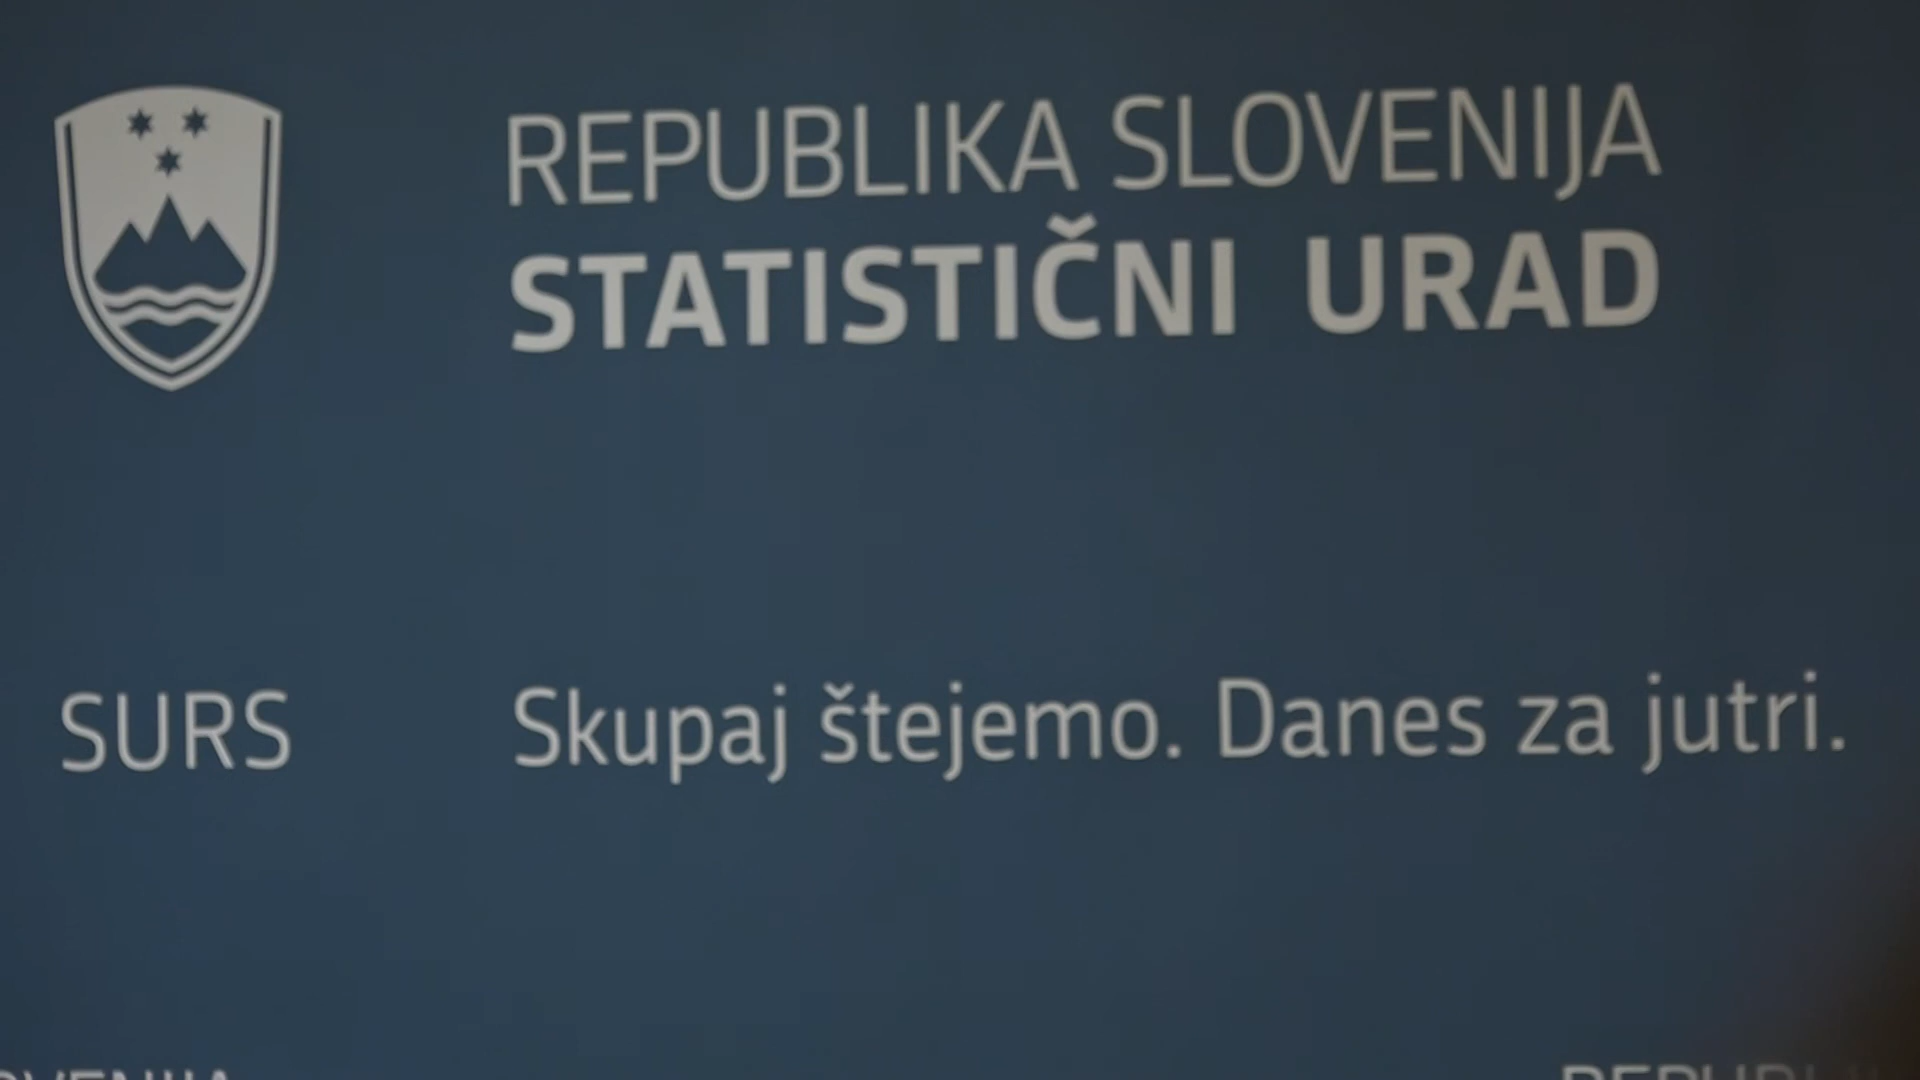 REPUBLIKA SLOVENIJA
STATISTIČNI URAD
SURS
Skupaj štejemo. Danes za jutri.